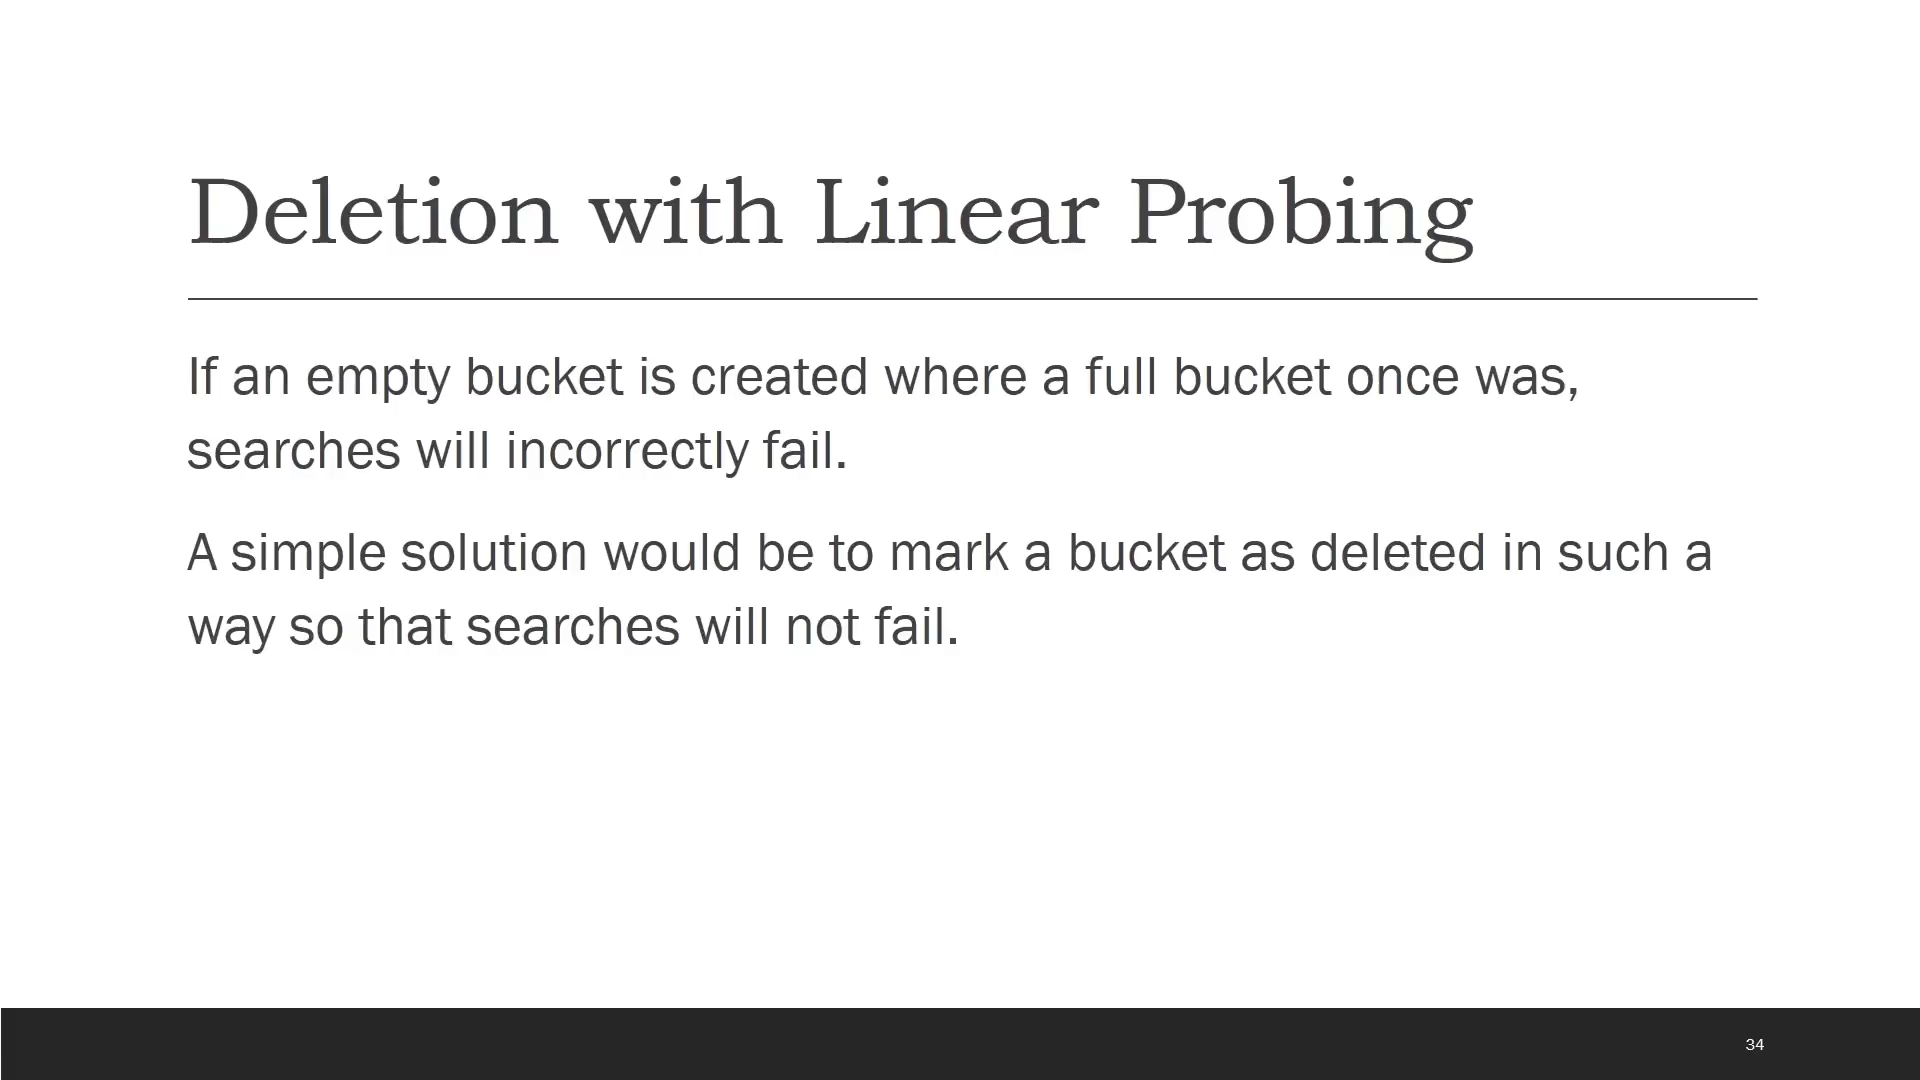 Deletion with Linear Probing
If an empty bucket is created where a full bucket once was,
searches will incorrectly fail.
A simple solution would be to mark a bucket as deleted in such a
way so that searches will not fail.
34